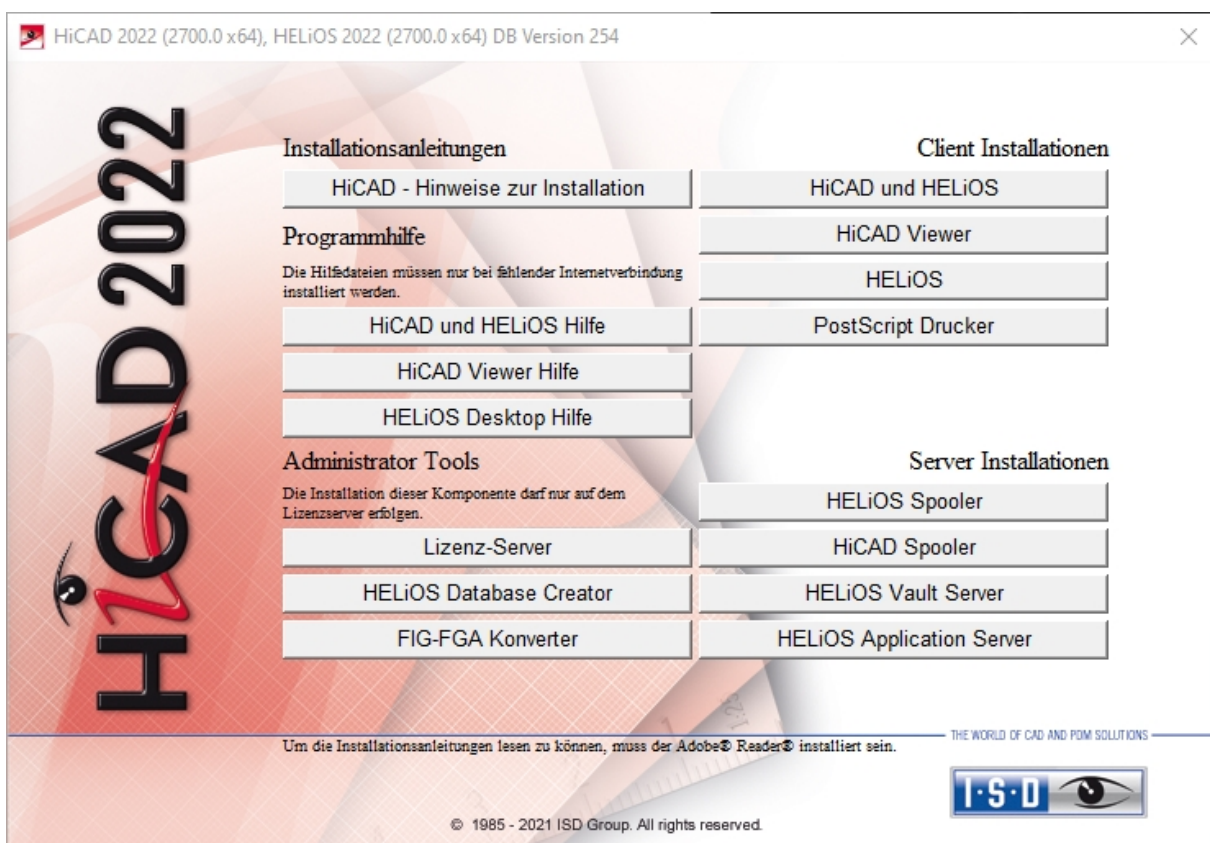 HiCAD 2022 (2700.0 x64), HELiOS 2022 (2700.0 x64) DB Version 254
HiCAD 2022
Installationsanleitungen
HiCAD - Hinweise zur Installation
Programmhilfe
Die Hilfedateien müssen nur bei fehlender Internetverbindung
installiert werden.
HiCAD und HELiOS Hilfe
HiCAD Viewer Hilfe
HELiOS Desktop Hilfe
Administrator Tools
Die Installation dieser Komponente darf nur auf dem
Lizenzserver erfolgen.
Lizenz-Server
HELiOS Database Creator
FIG-FGA Konverter
Client Installationen
HiCAD und HELiOS
HiCAD Viewer
HELiOS
PostScript Drucker
Server Installationen
HELiOS Spooler
HiCAD Spooler
HELiOS Vault Server
HELiOS Application Server
1:25
THE WORLD OF CAD AND PDM SOLUTIONS
Um die Installationsanleitungen lesen zu können, muss der Adobe® Reader® installiert sein.
I·S·D
© 1985 - 2021 ISD Group. All rights reserved.